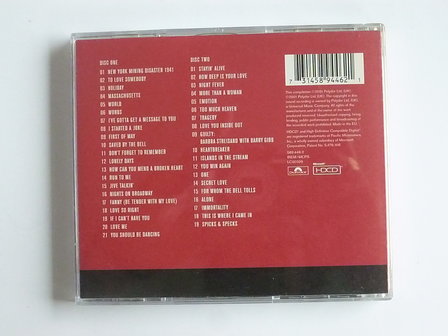 DISC ONE
01 NEW YORK MINING DISASTER 1941
02 TO LOVE SOMEBODY
03 HOLIDAY
04 MASSACHUSETTS
05 WORLD
06 WORDS
07 I'VE GOTTA GET A MESSAGE TO YOU
08 I STARTED A JOKE
09 FIRST OF MAY
10 SAVED BY THE BELL
11 DON'T FORGET TO REMEMBER
12 LONELY DAYS
13 HOW CAN YOU MEND A BROKEN HEART
14 RUN TO ME
15 JIVE TALKIN'
16 NIGHTS ON BROADWAY
17 FANNY (BE TENDER WITH MY LOVE)
18 LOVE SO RIGHT
19 IF I CAN'T HAVE YOU
20 LOVE ME
21 YOU SHOULD BE DANCING
DISC TWO
01 STAYIN' ALIVE
02 HOW DEEP IS YOUR LOVE
03 NIGHT FEVER
04 MORE THAN A WOMAN
05 EMOTION
06 TOO MUCH HEAVEN
07 TRAGEDY
08 LOVE YOU INSIDE OUT
09 GUILTY:
BARBRA STREISAND WITH BARRY GIBB
10 HEARTBREAKER
11 ISLANDS IN THE STREAM
12 YOU WIN AGAIN
13 ONE
14 SECRET LOVE
15 FOR WHOM THE BELL TOLLS
16 ALONE
17 IMMORTALITY
18 THIS IS WHERE I CAME IN
19 SPICKS & SPECKS
7 31458 94462 1
HDCD